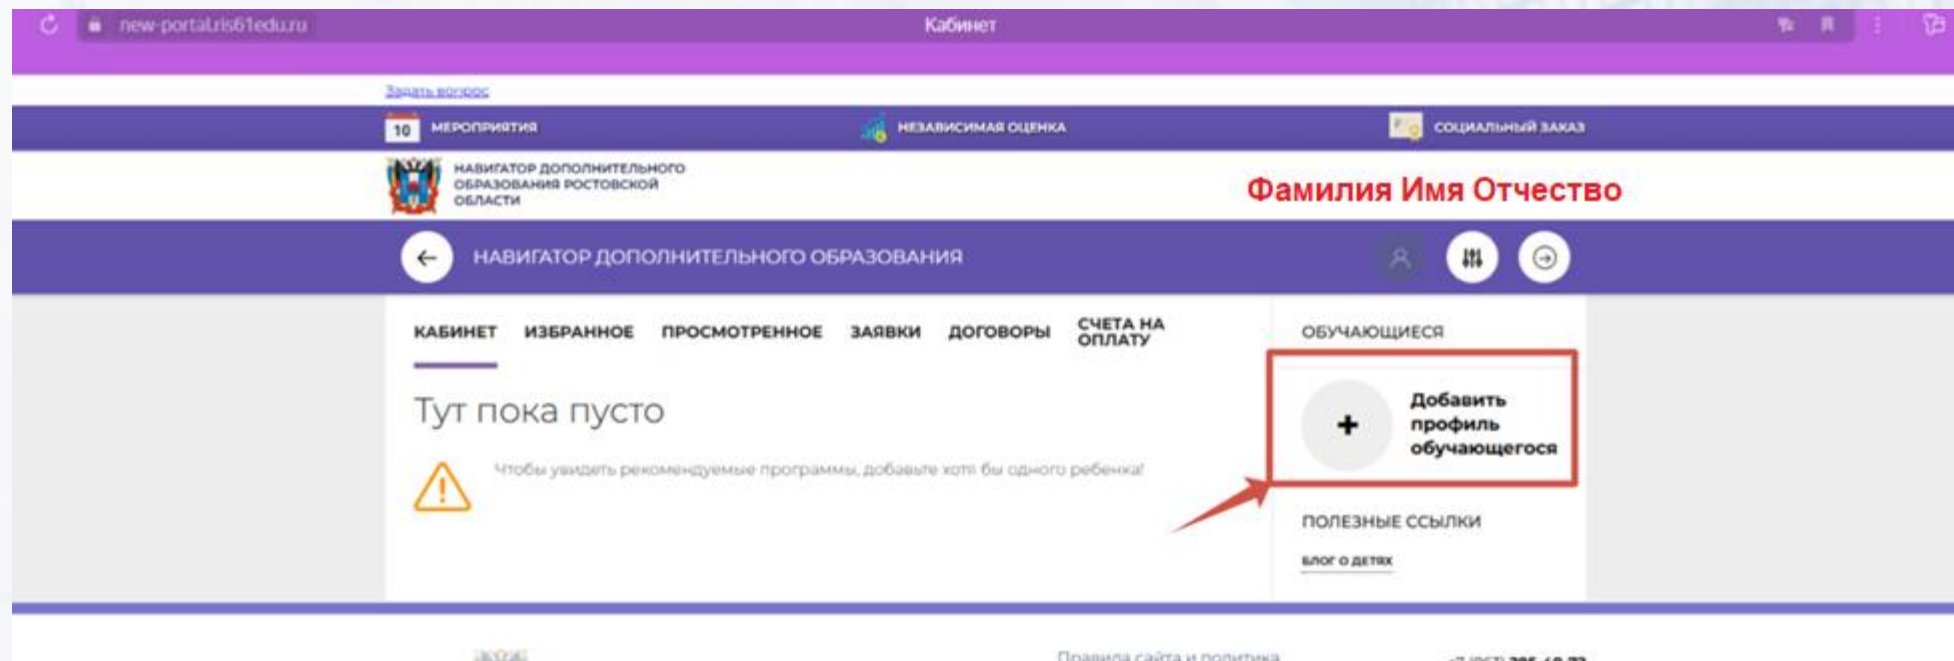 new-portal.ris61edu.ru
Кабинет
Задать вопрос
10 МЕРОПРИЯТИЯ
НЕЗАВИСИМАЯ ОЦЕНКА
СОЦИАЛЬНЫЙ ЗАКАЗ
НАВИГАТОР ДОПОЛНИТЕЛЬНОГО
ОБРАЗОВАНИЯ РОСТОВСКОЙ
ОБЛАСТИ
Фамилия Имя Отчество
НАВИГАТОР ДОПОЛНИТЕЛЬНОГО ОБРАЗОВАНИЯ
КАБИНЕТ ИЗБРАННОЕ ПРОСМОТРЕННОЕ ЗАЯВКИ ДОГОВОРЫ СЧЕТА НА
ОПЛАТУ
ОБУЧАЮЩИЕСЯ
Тут пока пусто
Чтобы увидеть рекомендуемые программы, добавьте хотя бы одного ребенка!
+ Добавить
профиль
обучающегося
ПОЛЕЗНЫЕ ССЫЛКИ
БЛОГ О ДЕТЯХ
Правила сайта и политика